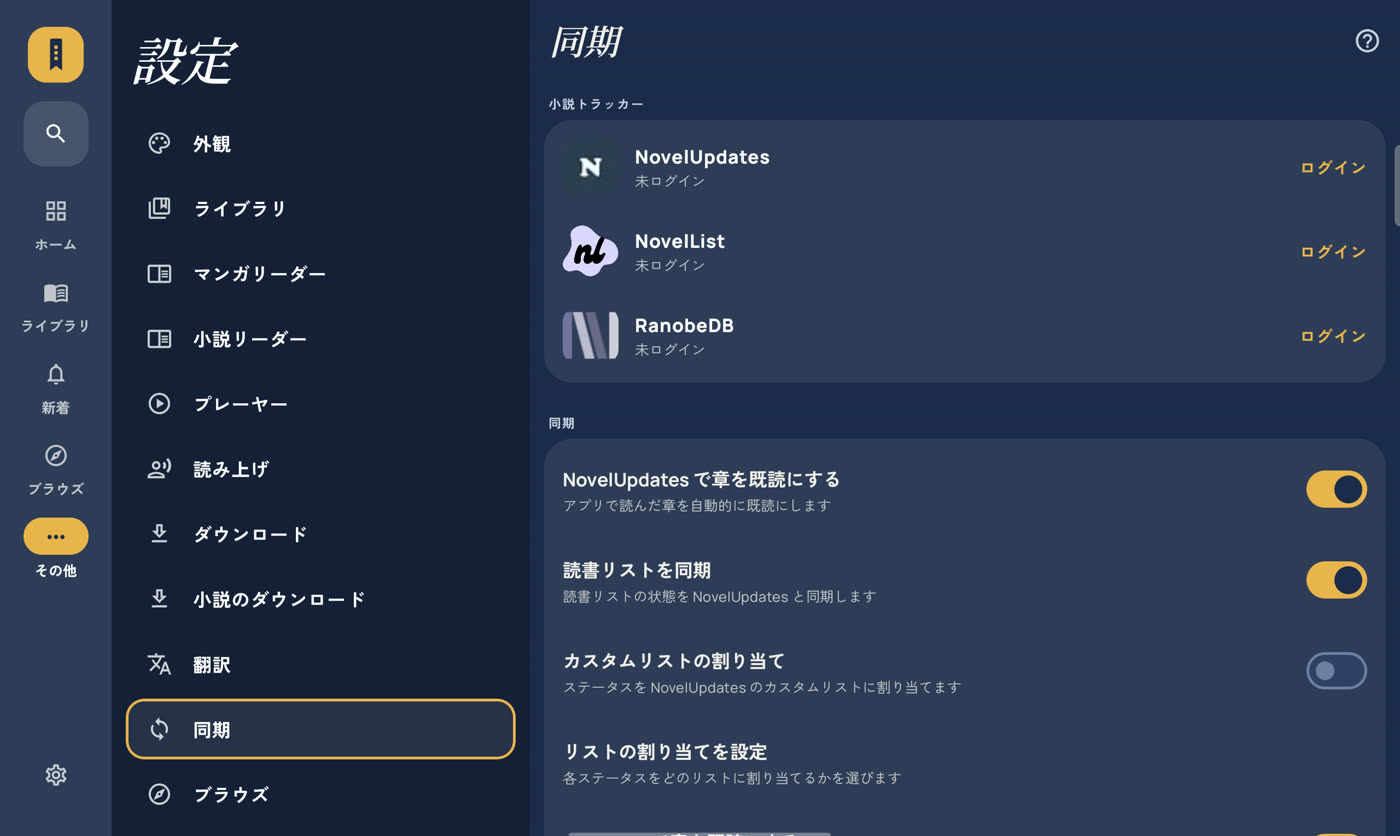 設定
外観
ライブラリ
マンガリーダー
小説リーダー
プレーヤー
読み上げ
ダウンロード
小説のダウンロード
翻訳
同期
ブラウズ
ホーム
ライブラリ
新着
ブラウズ
その他
同期
小説トラッカー
N
NovelUpdates
未ログイン
ログイン
nl
NovelList
未ログイン
ログイン
RanobeDB
未ログイン
ログイン
同期
NovelUpdates で章を既読にする
アプリで読んだ章を自動的に既読にします
読書リストを同期
読書リストの状態を NovelUpdates と同期します
カスタムリストの割り当て
ステータスを NovelUpdates のカスタムリストに割り当てます
リストの割り当てを設定
各ステータスをどのリストに割り当てるかを選びます